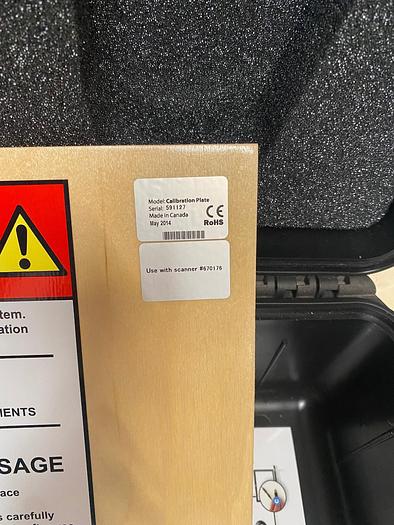 Model: Calibration Plate
Serial: 591127
Made in Canada
May 2014
CE
RoHS
Use with scanner #670176
tem.
ation
MENTS
SAGE
ace
s carefully